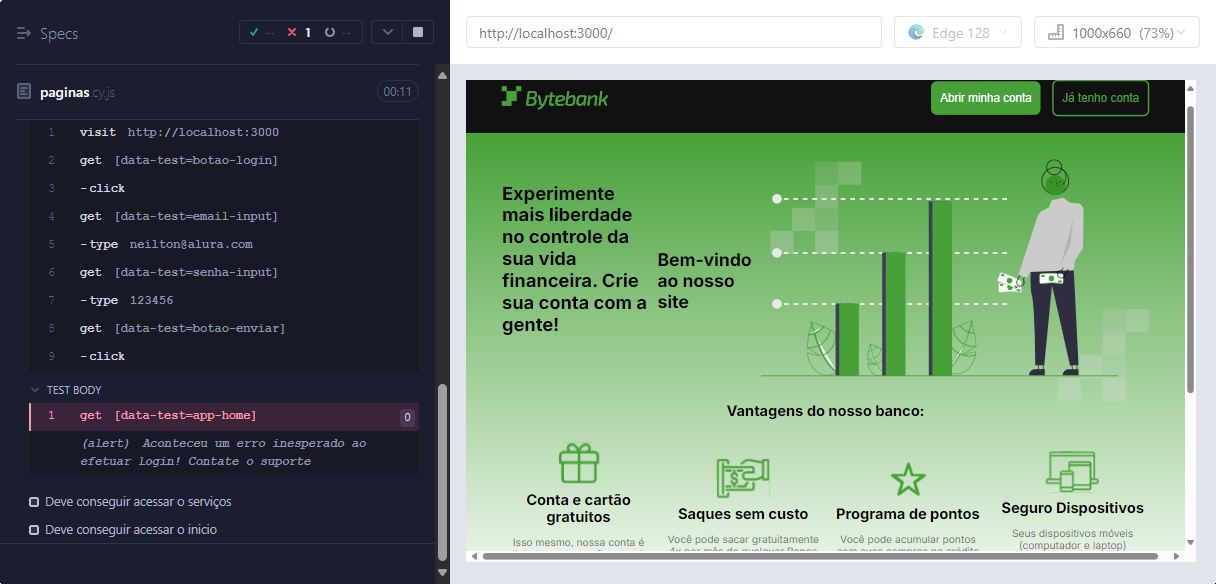 Specs
-- 1 --
http://localhost:3000/
Edge 128
1000x660 (73%)
paginas.cy.js
00:11
1 visit http://localhost:3000
2 get [data-test=botao-login]
3 -click
4 get [data-test=email-input]
5 -type neilton@alura.com
6 get [data-test=senha-input]
7 -type 123456
8 get [data-test=botao-enviar]
9 -click
TEST BODY
1 get [data-test=app-home] 0
(alert) Aconteceu um erro inesperado ao
efetuar login! Contate o suporte
Deve conseguir acessar o serviços
Deve conseguir acessar o inicio
Bytebank
Abrir minha conta
Já tenho conta
Experimente
mais liberdade
no controle da
sua vida
financeira. Crie
sua conta com a
gente!
Bem-vindo
ao nosso
site
Vantagens do nosso banco:
Conta e cartão
gratuitos
Isso mesmo, nossa conta é
Saques sem custo
Você pode sacar gratuitamente
4x por mês de qualquer Banco
Programa de pontos
Você pode acumular pontos
com suas compras no crédito
Seguro Dispositivos
Seus dispositivos móveis
(computador e laptop)